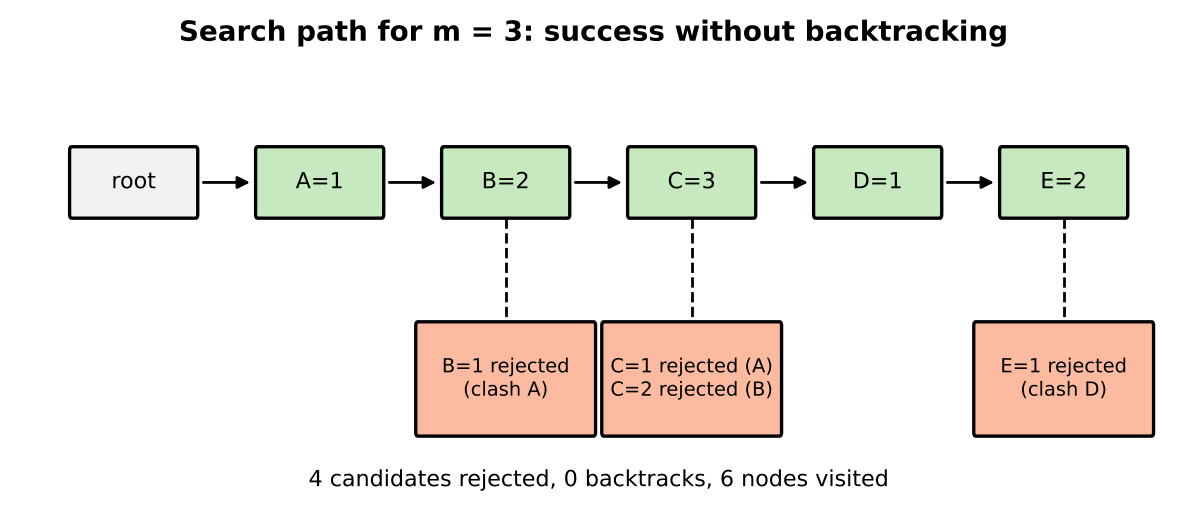 Search path for m = 3: success without backtracking
root
A=1
B=2
C=3
D=1
E=2
B=1 rejected
(clash A)
C=1 rejected (A)
C=2 rejected (B)
E=1 rejected
(clash D)
4 candidates rejected, 0 backtracks, 6 nodes visited